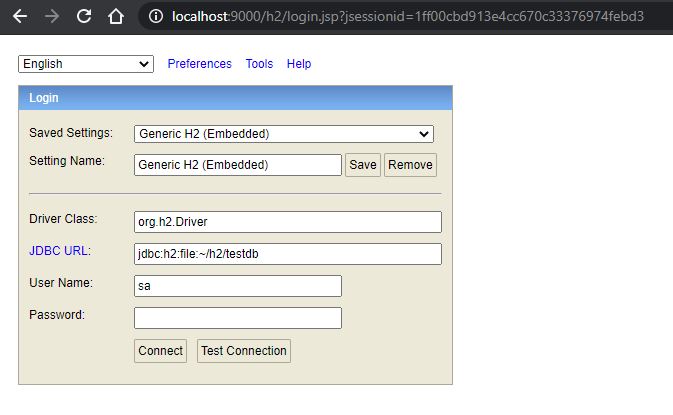 localhost:9000/h2/login.jsp?jsessionid=1ff00cbd913e4cc670c33376974febd3
English Preferences Tools Help
Login
Saved Settings: Generic H2 (Embedded)
Setting Name: Generic H2 (Embedded) Save Remove
Driver Class: org.h2.Driver
JDBC URL: jdbc:h2:file:~/h2/testdb
User Name: sa
Password:
Connect Test Connection